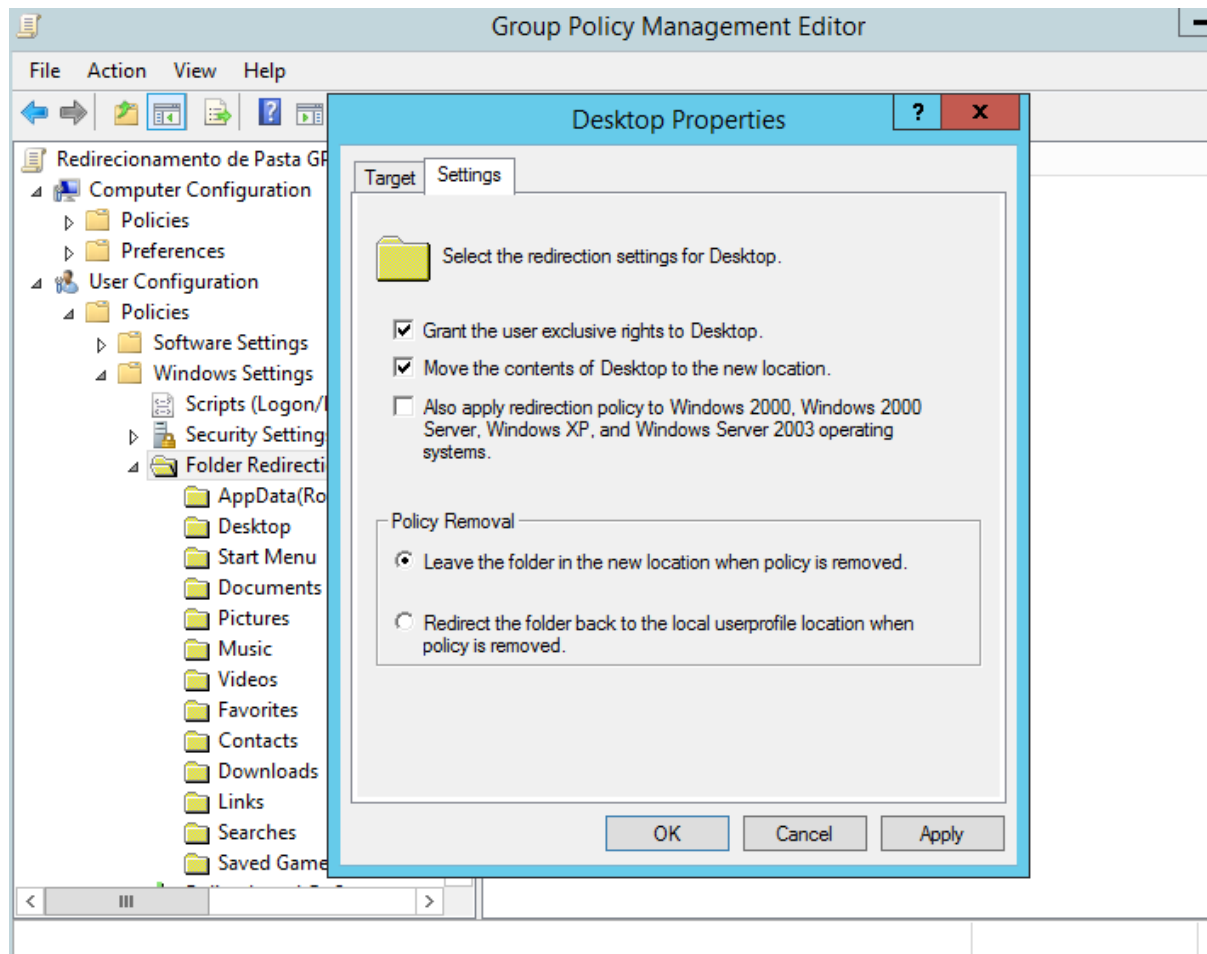 Group Policy Management Editor
File Action View Help
Desktop Properties
Redirecionamento de Pasta
Computer Configuration
Policies
Preferences
User Configuration
Policies
Software Settings
Windows Settings
Scripts (Logon/
Security Setting
Folder Redirecti
AppData(Ro
Desktop
Start Menu
Documents
Pictures
Music
Videos
Favorites
Contacts
Downloads
Links
Searches
Saved Game
Target Settings
Select the redirection settings for Desktop.
Grant the user exclusive rights to Desktop.
Move the contents of Desktop to the new location.
Also apply redirection policy to Windows 2000, Windows 2000
Server, Windows XP, and Windows Server 2003 operating
systems.
Policy Removal
Leave the folder in the new location when policy is removed.
Redirect the folder back to the local userprofile location when
policy is removed.
OK Cancel Apply